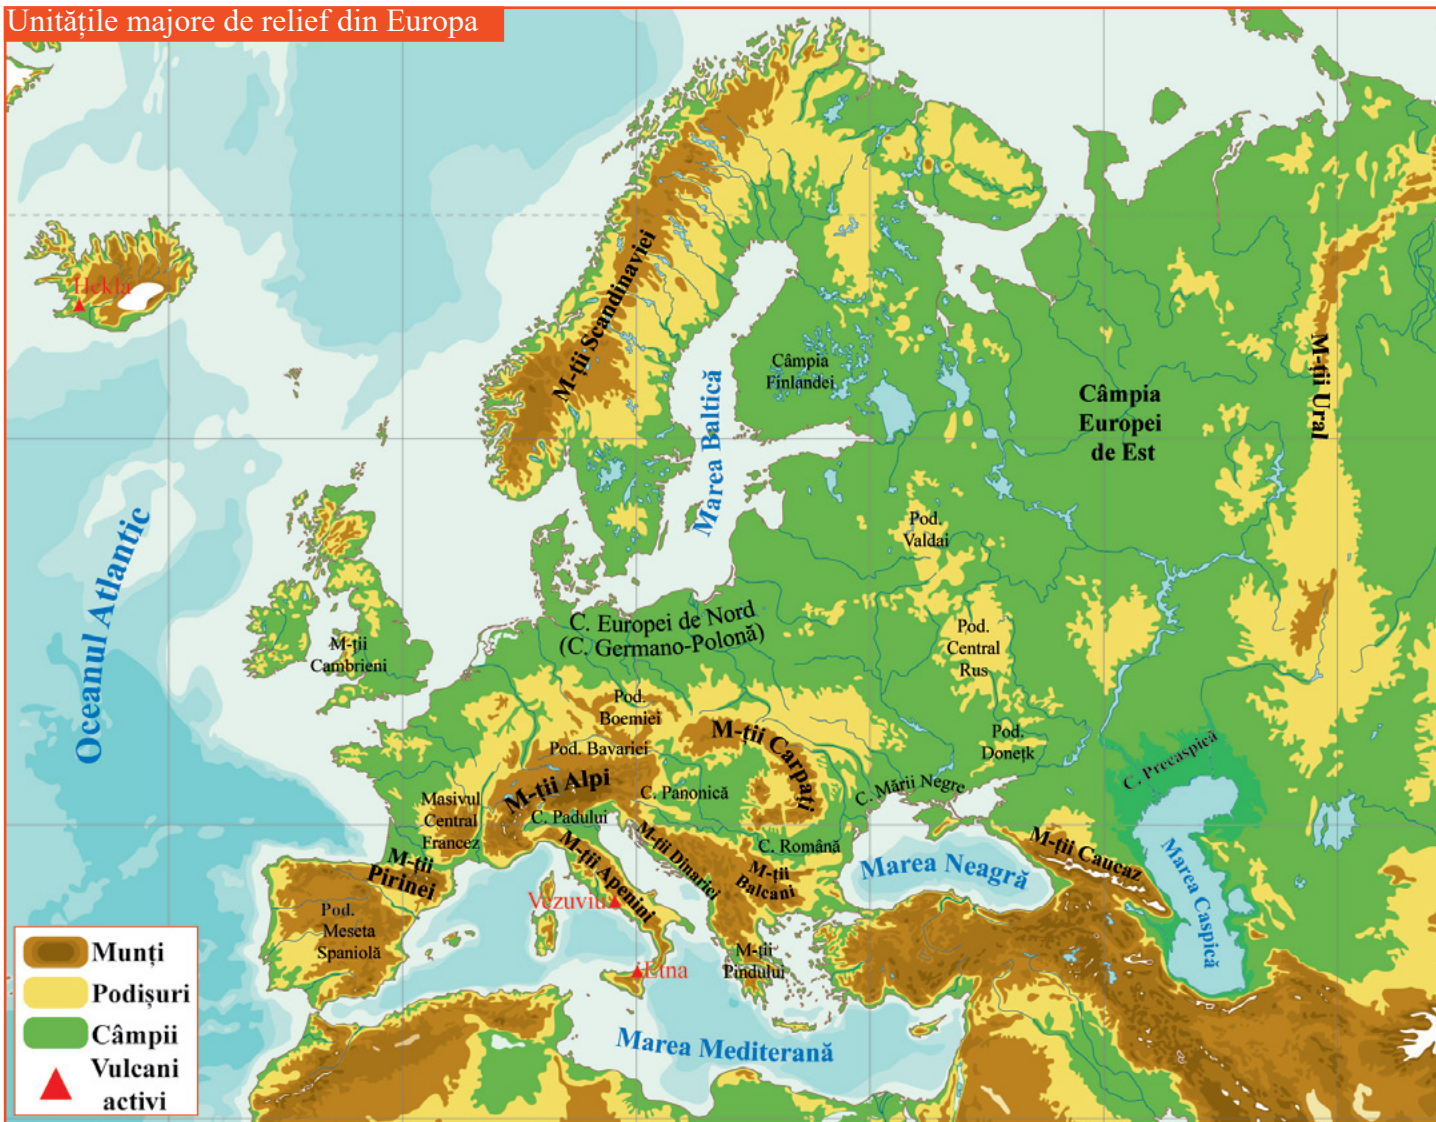 Unitățile majore de relief din Europa
Hekla
M-ții Scandinaviei
Câmpia
Finlandei
Marea Baltică
Câmpia
Europei
de Est
M-ții Ural
Oceanul Atlantic
Pod.
Valdai
C. Europei de Nord
(C. Germano-Polonă)
M-ții
Cambrieni
Pod.
Central
Rus
Pod.
Boemiei
Pod. Bavariei
M-ții Carpați
Pod.
Donețk
C. Precaspică
M-ții Alpi
C. Panonică
C. Mării Negre
Masivul
Central
Francez
C. Padului
C. Română
M-ții
Pirinei
M-ții Apenini
M-ții Dinarici
M-ții
Balcani
Marea Neagră
M-ții Caucaz
Marea Caspică
Vezuviu
Pod.
Meseta
Spaniolă
M-ții
Pindului
Etna
Marea Mediterană
Munți
Podișuri
Câmpii
Vulcani
activi